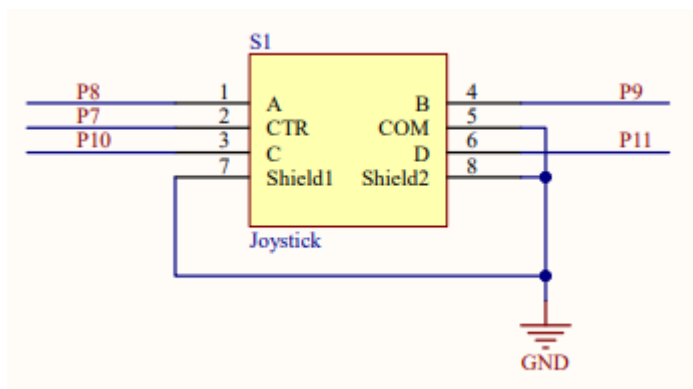 S1
P8 1 A B 4 P9
P7 2 CTR COM 5
P10 3 C D 6 P11
7 Shield1 Shield2 8
Joystick
GND